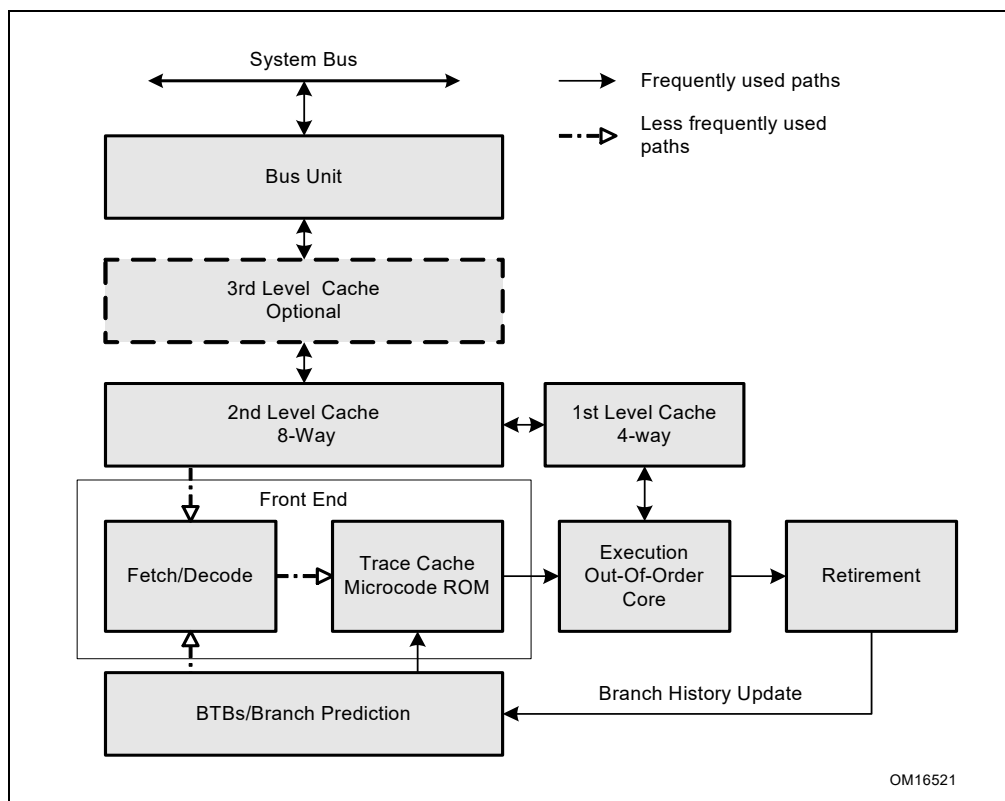 System Bus
Frequently used paths
Less frequently used
paths
Bus Unit
3rd Level Cache
Optional
2nd Level Cache
8-Way
1st Level Cache
4-way
Front End
Fetch/Decode
Trace Cache
Microcode ROM
Execution
Out-Of-Order
Core
Retirement
BTBs/Branch Prediction
Branch History Update
OM16521